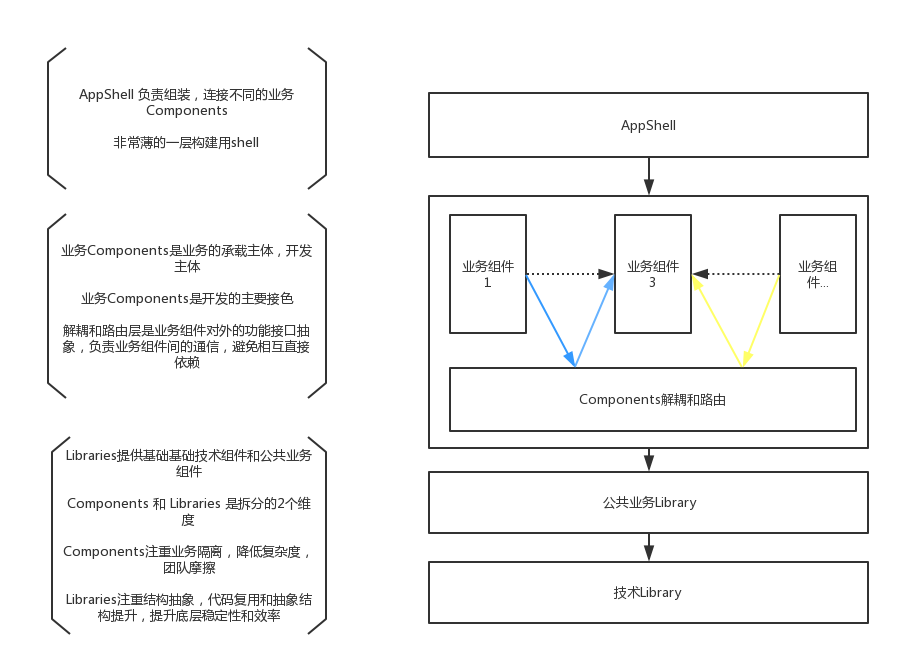 AppShell 负责组装，连接不同的业务
Components
非常薄的一层构建用shell
业务Components是业务的承载主体，开发
主体
业务Components是开发的主要接色
解耦和路由层是业务组件对外的功能接口抽
象，负责业务组件间的通信，避免相互直接
依赖
Libraries提供基础基础技术组件和公共业务
组件
Components 和 Libraries 是拆分的2个维
度
Components注重业务隔离，降低复杂度，
团队摩擦
Libraries注重结构抽象，代码复用和抽象结
构提升，提升底层稳定性和效率
AppShell
业务组件
1
业务组件
3
业务组
件...
Components解耦和路由
公共业务Library
技术Library